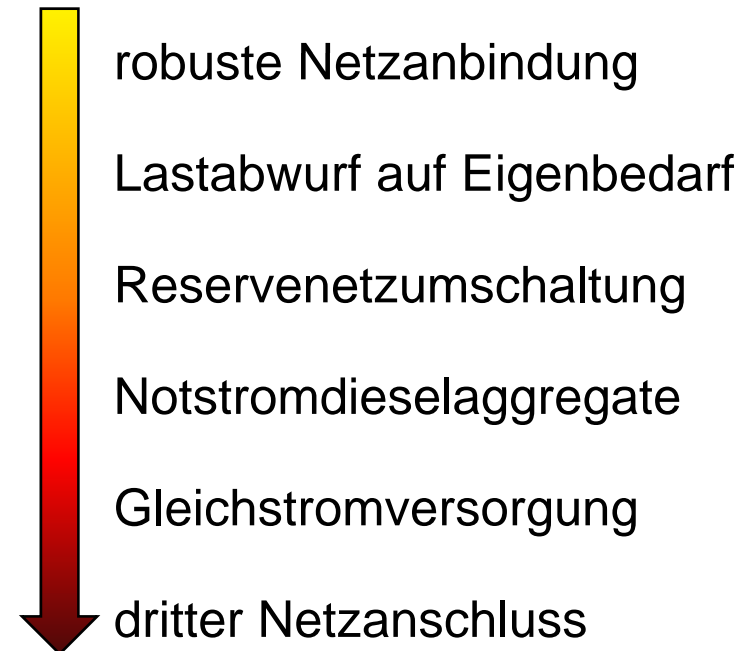 robuste Netzanbindung
Lastabwurf auf Eigenbedarf
Reservenetzumschaltung
Notstromdieselaggregate
Gleichstromversorgung
dritter Netzanschluss